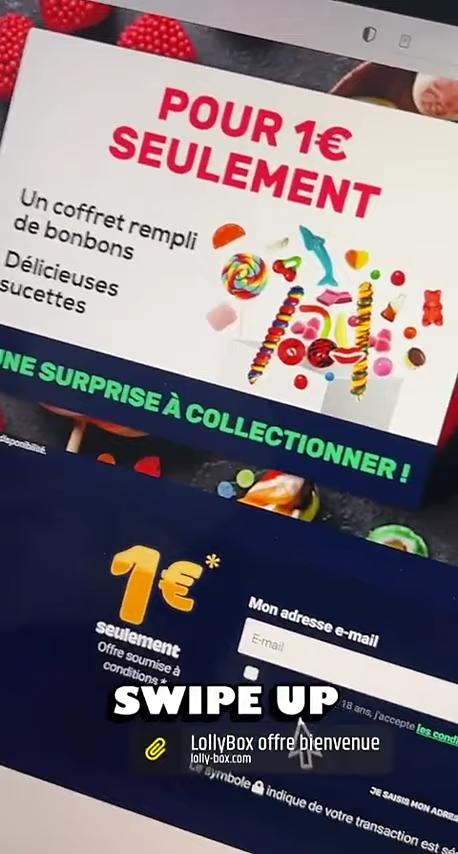 POUR 1€
SEULEMENT
Un coffret rempli
de bonbons
Délicieuses
sucettes
UNE SURPRISE À COLLECTIONNER !
disponibilité.
1€*
seulement
Offre soumise à
conditions *
Mon adresse e-mail
E-mail
18 ans, j'accepte les condi
SWIPE UP
LollyBox offre bienvenue
lolly-box.com
JE SAISIS MON ADRES
Le symbole indique de votre transaction est sé